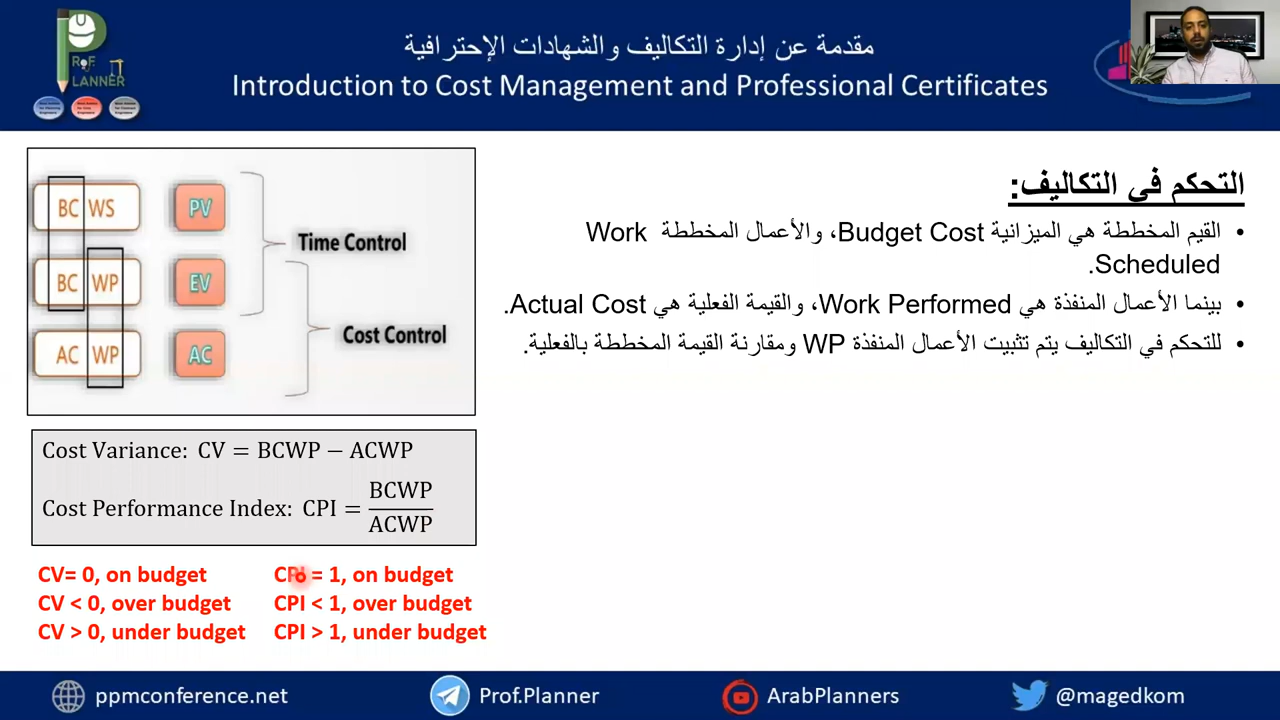 مقدمة عن إدارة التكاليف والشهادات الإحترافية
Introduction to Cost Management and Professional Certificates
PROF
PLANNER
BC WS PV
Time Control
BC WP EV
Cost Control
AC WP AC
التحكم في التكاليف:
• القيم المخططة هي الميزانية Budget Cost، والأعمال المخططة Work
Scheduled.
• بينما الأعمال المنفذة هي Work Performed، والقيمة الفعلية هي Actual Cost.
• للتحكم في التكاليف يتم تثبيت الأعمال المنفذة WP ومقارنة القيمة المخططة بالفعلية.
Cost Variance: CV = BCWP − ACWP
Cost Performance Index: CPI = BCWP / ACWP
CV= 0, on budget CPI = 1, on budget
CV < 0, over budget CPI < 1, over budget
CV > 0, under budget CPI > 1, under budget
ppmconference.net Prof.Planner ArabPlanners @magedkom